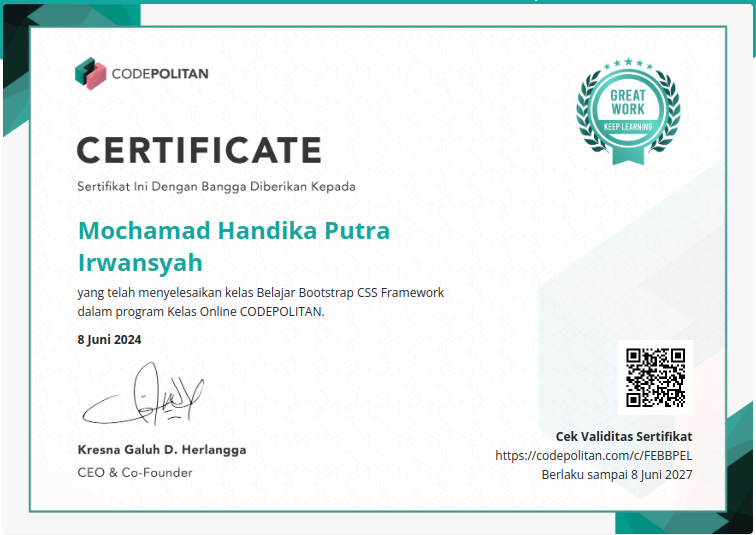 CODEPOLITAN
GREAT
WORK
KEEP LEARNING
CERTIFICATE
Sertifikat Ini Dengan Bangga Diberikan Kepada
Mochamad Handika Putra
Irwansyah
yang telah menyelesaikan kelas Belajar Bootstrap CSS Framework
dalam program Kelas Online CODEPOLITAN.
8 Juni 2024
Kresna Galuh D. Herlangga
CEO & Co-Founder
Cek Validitas Sertifikat
https://codepolitan.com/c/FEBBPEL
Berlaku sampai 8 Juni 2027